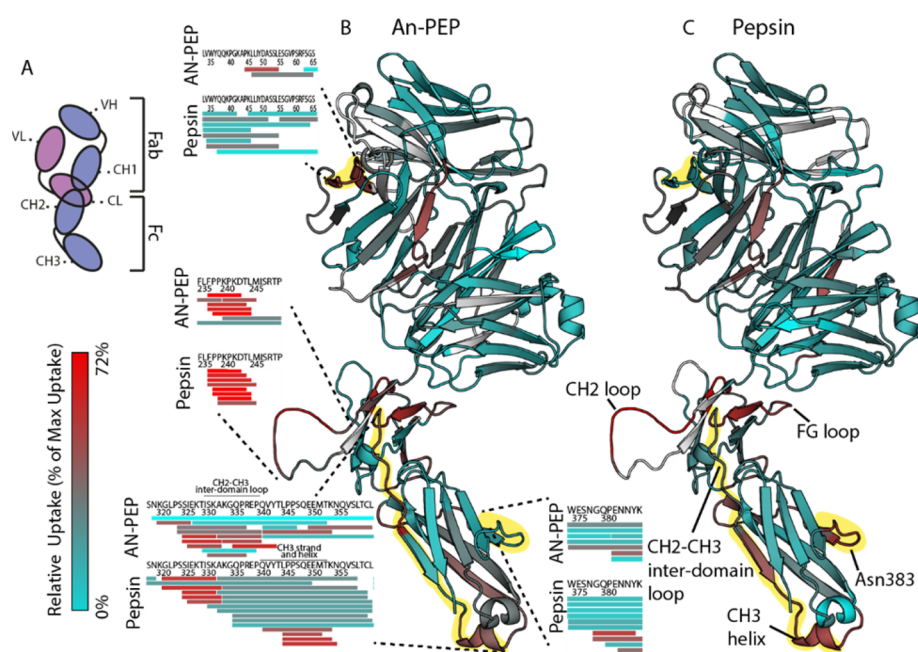 A
B An-PEP
C Pepsin
VH
VL
CH1
CH2
CL
CH3
Fab
Fc
AN-PEP
LVWYQQKPGKAPKLLIYDASSLESGVPSRFSGS
35 40 45 50 55 60 65
Pepsin
LVWYQQKPGKAPKLLIYDASSLESGVPSRFSGS
35 40 45 50 55 60 65
AN-PEP
FLFPPKPKDTLMISRTP
235 240 245
Pepsin
FLFPPKPKDTLMISRTP
235 240 245
72%
Relative Uptake (% of Max Uptake)
0%
AN-PEP
CH2-CH3
inter-domain loop
SNKGLPSSIEKTISKAKGQPREPQVYTLPPSQEEMTKNQVSLTCL
320 325 330 335 340 345 350 355
Pepsin
CH3 strand
and helix
SNKGLPSSIEKTISKAKGQPREPQVYTLPPSQEEMTKNQVSLTCL
320 325 330 335 340 345 350 355
AN-PEP
WESNGQPENNYK
375 380
Pepsin
WESNGQPENNYK
375 380
CH2 loop
FG loop
CH2-CH3
inter-domain
loop
Asn383
CH3
helix